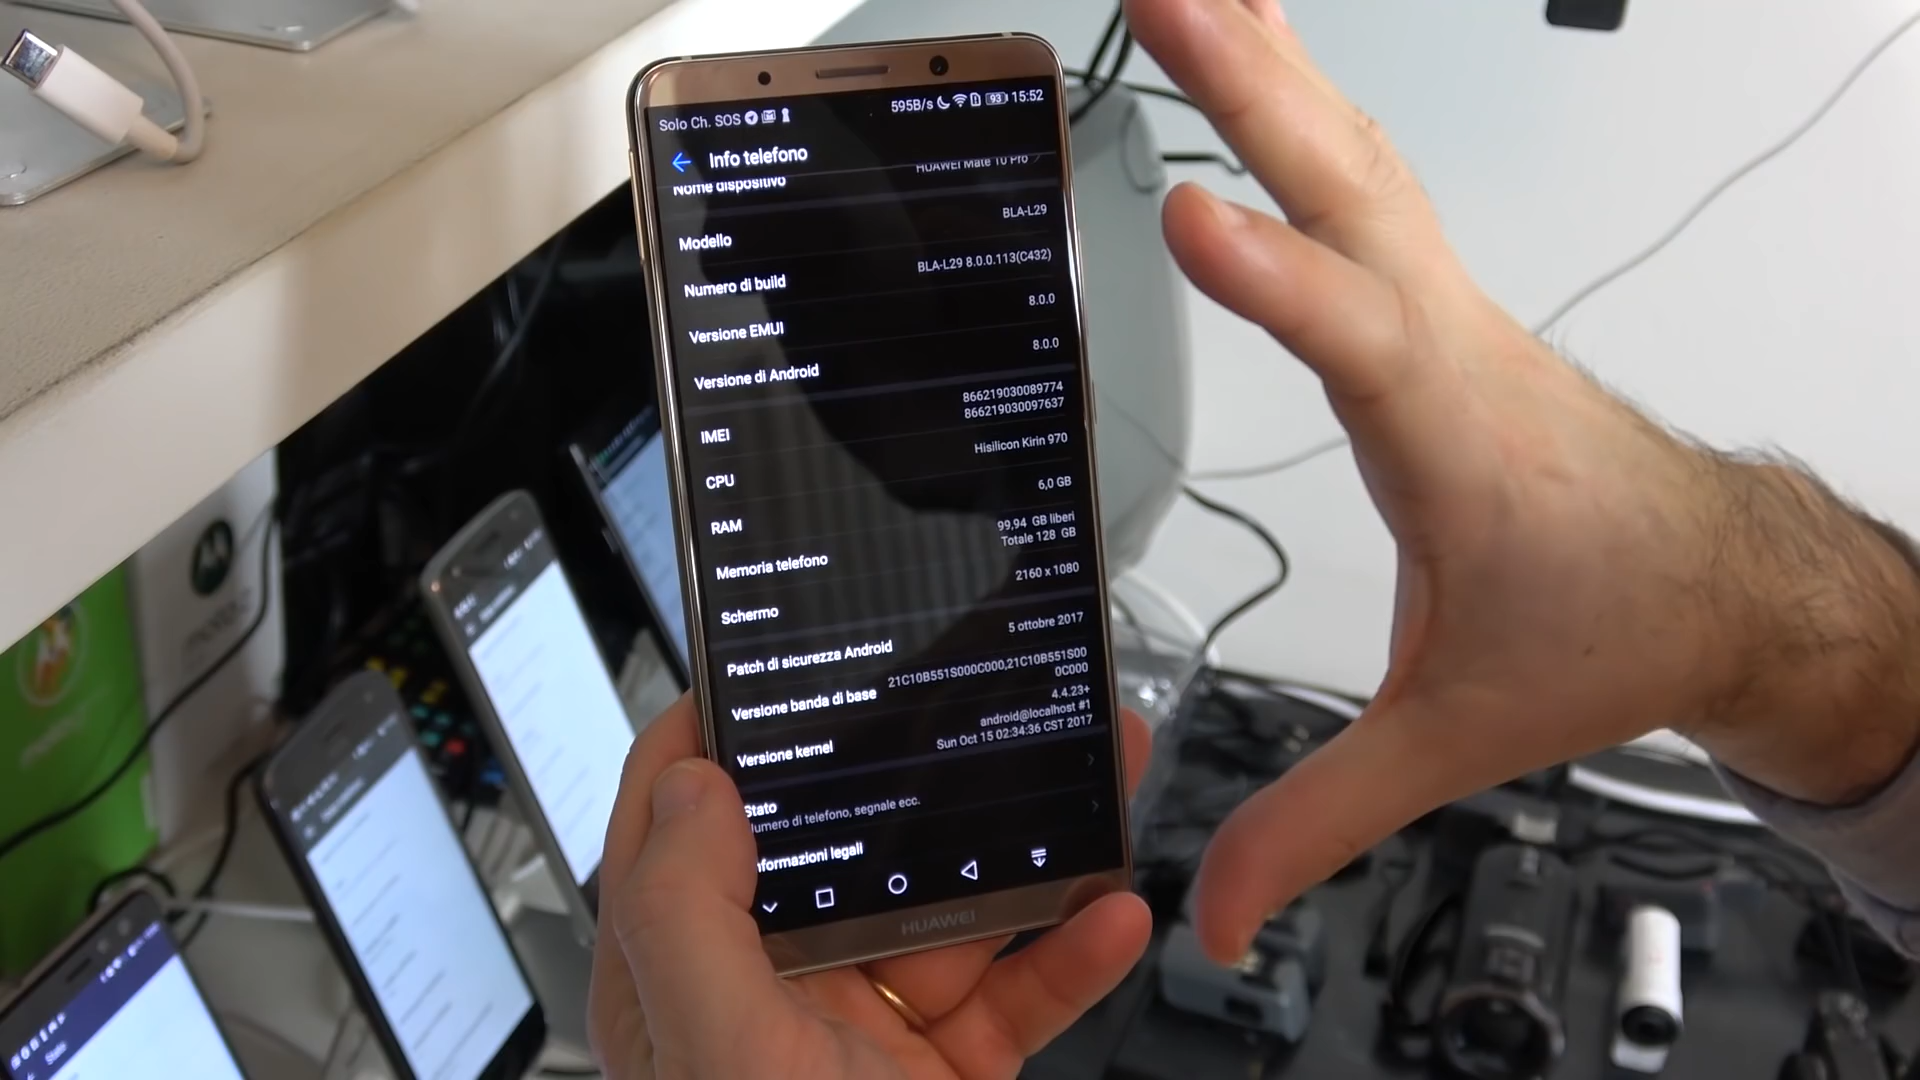 Solo Ch. SOS
595B/s 93 15:52
Info telefono
Nome dispositivo
HUAWEI Mate 10 Pro
Modello
BLA-L29
Numero di build
BLA-L29 8.0.0.113(C432)
Versione EMUI
8.0.0
Versione di Android
8.0.0
IMEI
866219030089774
866219030097637
CPU
Hisilicon Kirin 970
RAM
6,0 GB
Memoria telefono
99,94 GB liberi
Totale 128 GB
Schermo
2160 x 1080
Patch di sicurezza Android
5 ottobre 2017
Versione banda di base
21C10B551S000C000,21C10B551S00
0C000
Versione kernel
4.4.23+
android@localhost #1
Sun Oct 15 02:34:36 CST 2017
Stato
umero di telefono, segnale ecc.
nformazioni legali
HUAWEI
Stato